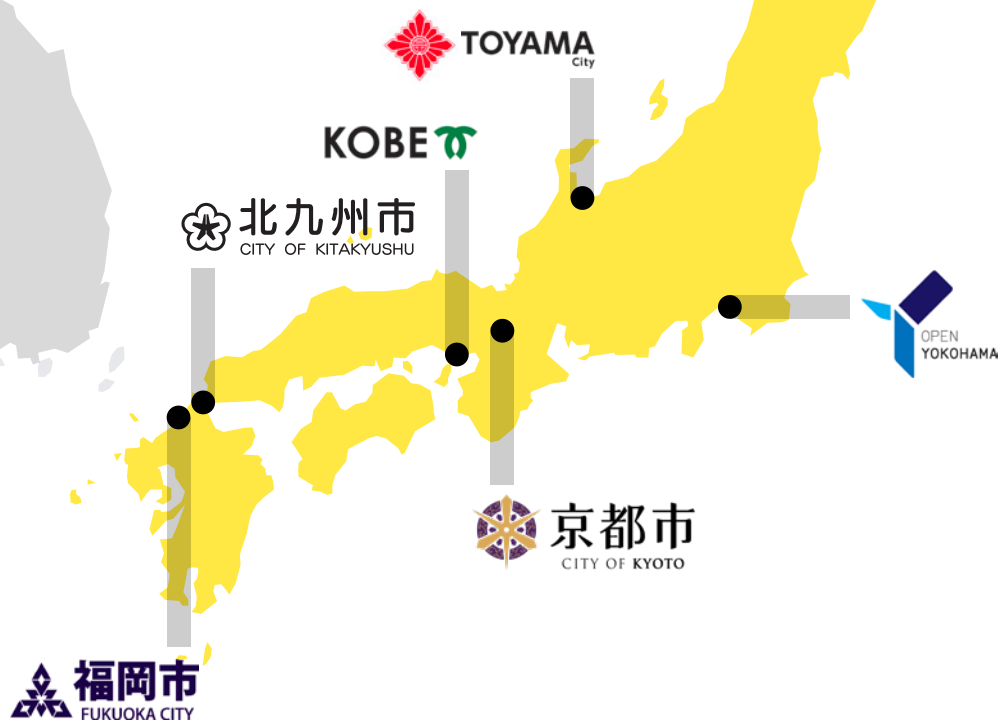 TOYAMA
City
KOBE
北九州市
CITY OF KITAKYUSHU
OPEN
YOKOHAMA
京都市
CITY OF KYOTO
福岡市
FUKUOKA CITY